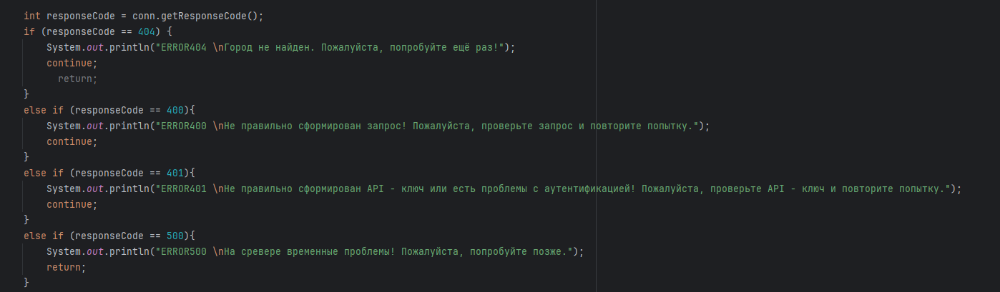 int responseCode = conn.getResponseCode();
if (responseCode == 404) {
System.out.println("ERROR404 \nГород не найден. Пожалуйста, попробуйте ещё раз!");
continue;
return;
}
else if (responseCode == 400){
System.out.println("ERROR400 \nНе правильно сформирован запрос! Пожалуйста, проверьте запрос и повторите попытку.");
continue;
}
else if (responseCode == 401){
System.out.println("ERROR401 \nНе правильно сформирован API - ключ или есть проблемы с аутентификацией! Пожалуйста, проверьте API - ключ и повторите попытку.");
continue;
}
else if (responseCode == 500){
System.out.println("ERROR500 \nНа сревере временные проблемы! Пожалуйста, попробуйте позже.");
return;
}